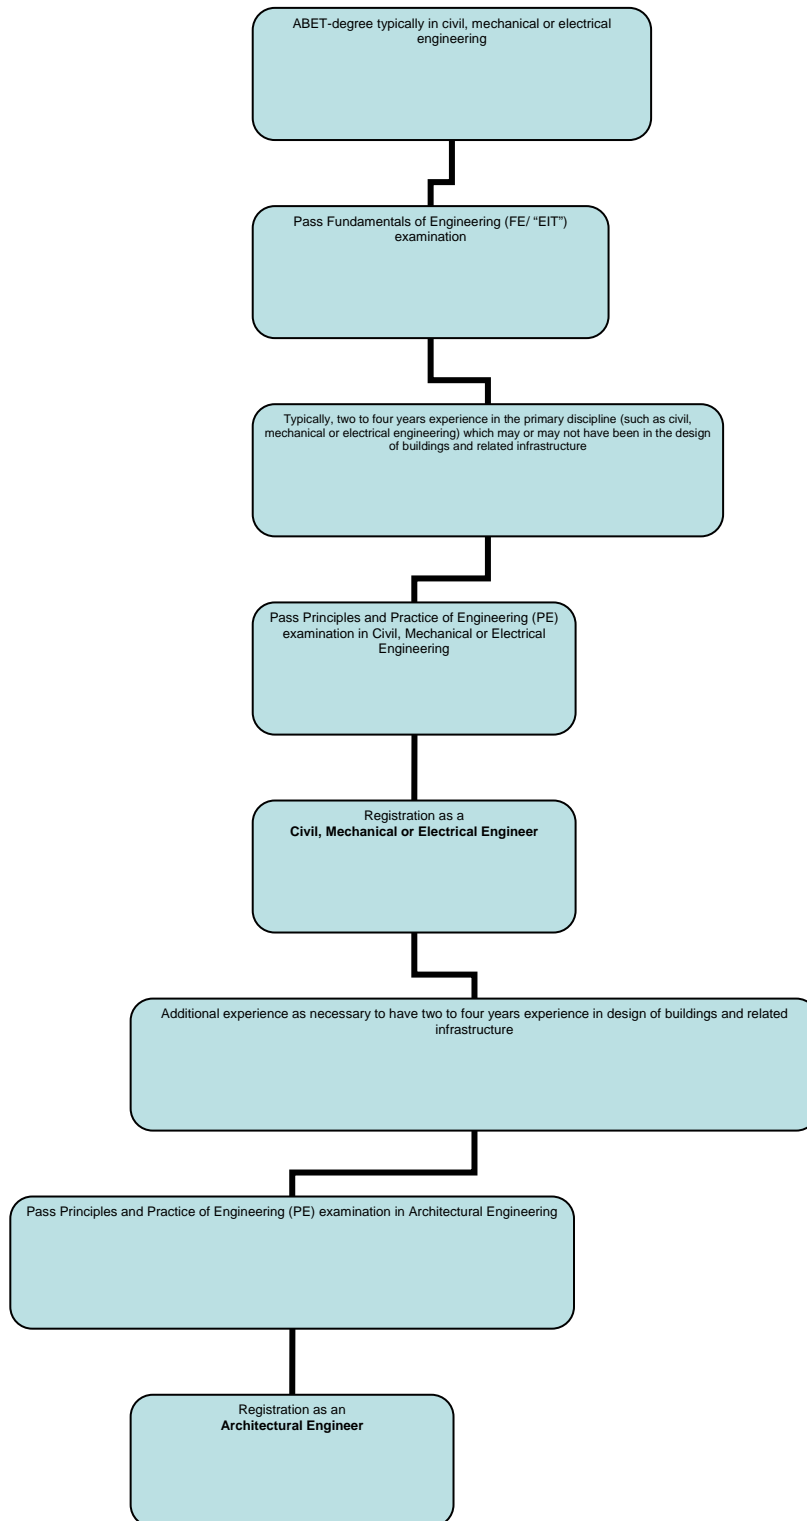 ABET-degree typically in civil, mechanical or electrical
engineering
Pass Fundamentals of Engineering (FE/ “EIT”)
examination
Typically, two to four years experience in the primary discipline (such as civil,
mechanical or electrical engineering) which may or may not have been in the design
of buildings and related infrastructure
Pass Principles and Practice of Engineering (PE)
examination in Civil, Mechanical or Electrical
Engineering
Registration as a
Civil, Mechanical or Electrical Engineer
Additional experience as necessary to have two to four years experience in design of buildings and related
infrastructure
Pass Principles and Practice of Engineering (PE) examination in Architectural Engineering
Registration as an
Architectural Engineer